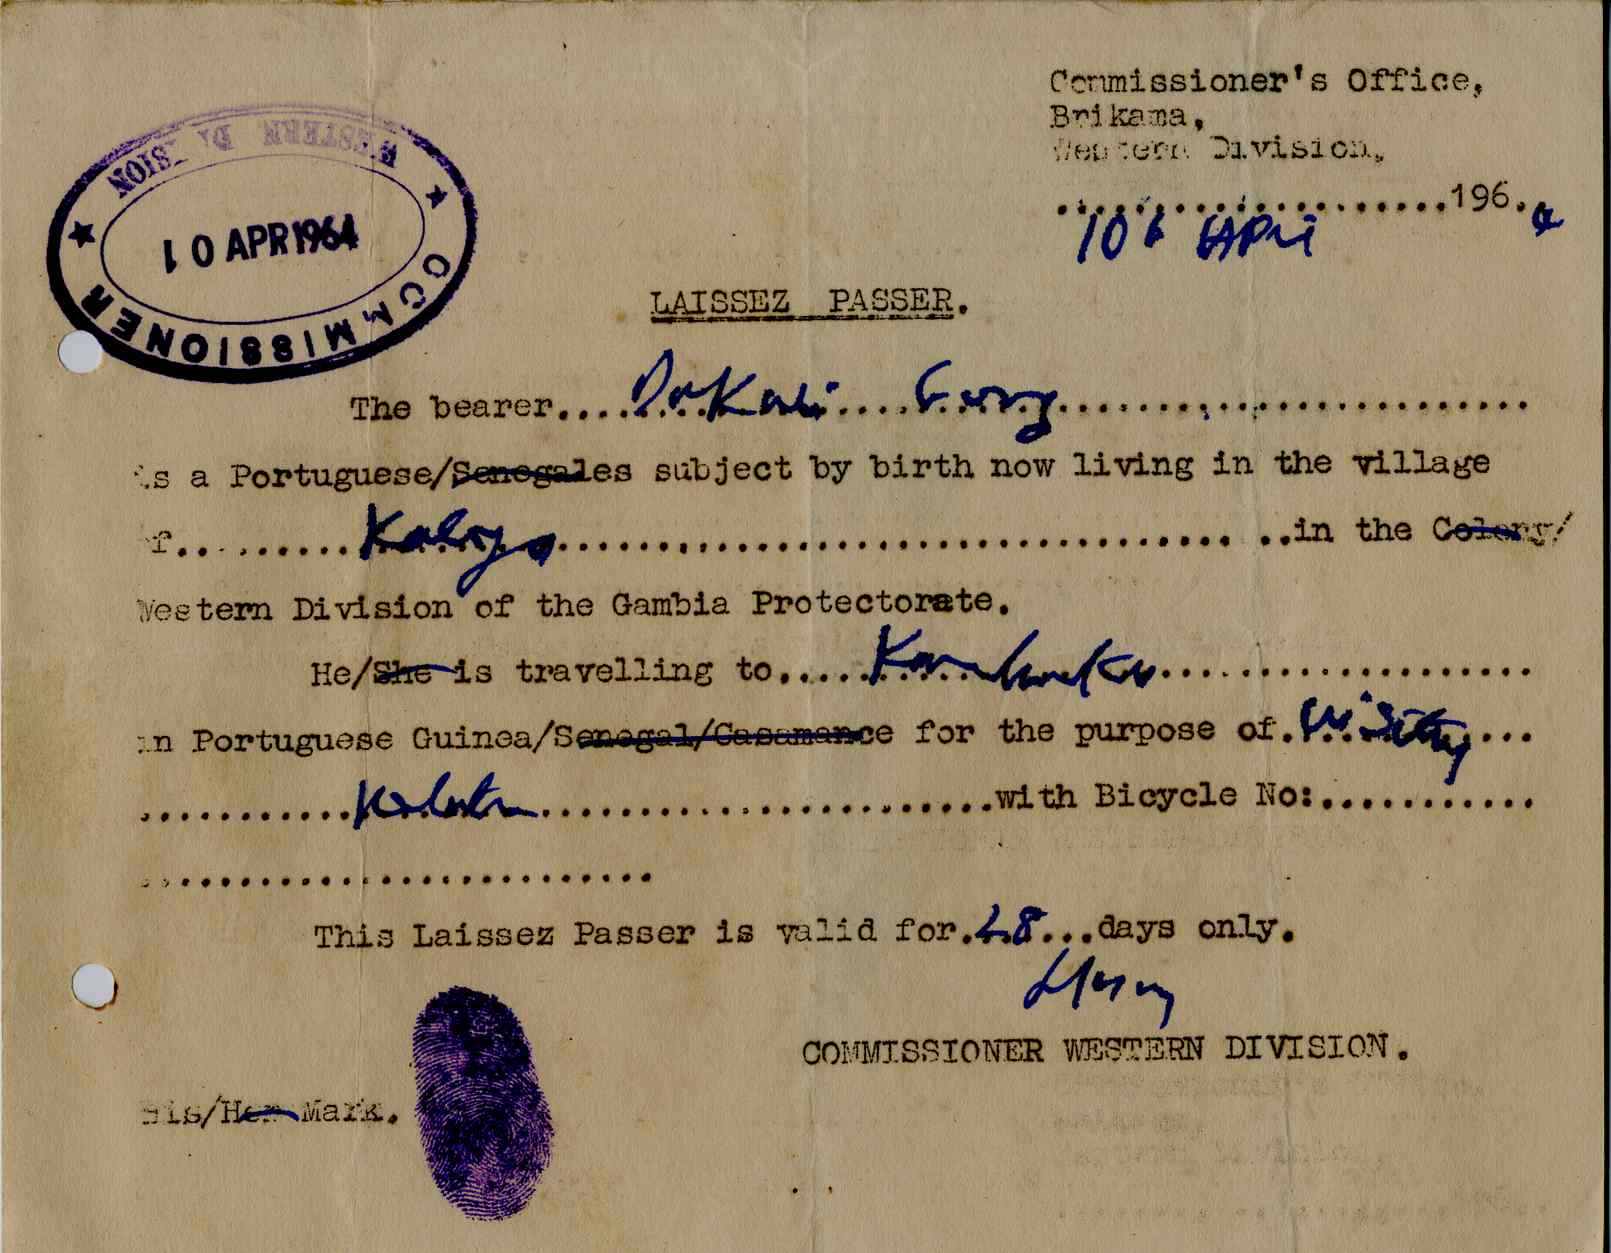 Commissioner's Office,
Brikama,
Western Division,
....................196.4
10th April
WESTERN DIVISION
10 APR 1964
COMMISSIONER
LAISSEZ PASSER.
The bearer
is a Portuguese/Senegales subject by birth now living in the village
of....................in the Colony/
Western Division of the Gambia Protectorate.
He/She is travelling to
in Portuguese Guinea/Senegal/Casamance for the purpose of. Visiting...
....................with Bicycle No:...........
..........................
This Laissez Passer is valid for.28...days only.
COMMISSIONER WESTERN DIVISION.
His/Her Mark.